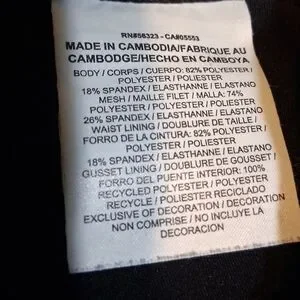 RN#56323 - CA#05553
MADE IN CAMBODIA/FABRIQUE AU
CAMBODGE/HECHO EN CAMBOYA
BODY / CORPS / CUERPO: 82% POLYESTER /
POLYESTER / POLIESTER
18% SPANDEX / ELASTHANNE / ELASTANO
MESH / MAILLE FILET / MALLA: 74%
POLYESTER / POLYESTER / POLIESTER
26% SPANDEX / ELASTHANNE / ELASTANO
WAIST LINING / DOUBLURE DE TAILLE /
FORRO DE LA CINTURA: 82% POLYESTER /
POLYESTER / POLIESTER
18% SPANDEX / ELASTHANNE / ELASTANO
GUSSET LINING / DOUBLURE DE GOUSSET /
FORRO DEL PUENTE INTERIOR: 100%
RECYCLED POLYESTER / POLYESTER
RECYCLE / POLIESTER RECICLADO
EXCLUSIVE OF DECORATION / DECORATION
NON COMPRISE / NO INCLUYE LA
DECORACION